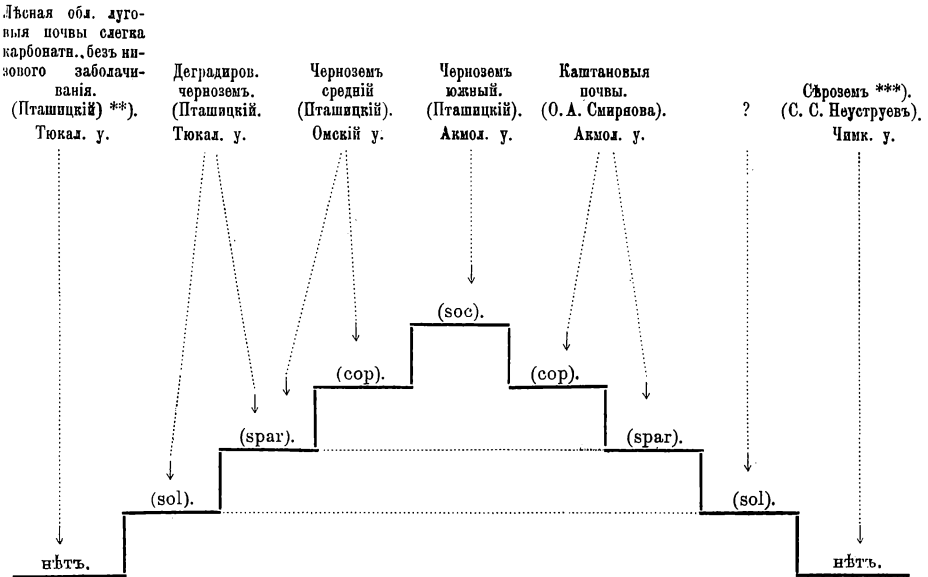 Лѣсная обл. луго-
выя почвы слегка
карбонатн., безъ ни-
зового заболачи-
ванія.
(Пташицкій) **).
Тюкал. у.
Деградиров.
черноземъ.
(Пташицкій.
Тюкал. у.
Черноземъ
средній
(Пташицкій).
Омскій у.
Черноземъ
южный.
(Пташицкій).
Акмол. у.
Каштановыя
почвы.
(О. А. Смирнова).
Акмол. у.
?
Сѣроземъ ***).
(С. С. Неуструевъ).
Чимк. у.
(soc).
(cop).
(cop).
(spar).
(spar).
(sol).
(sol).
нѣтъ.
нѣтъ.